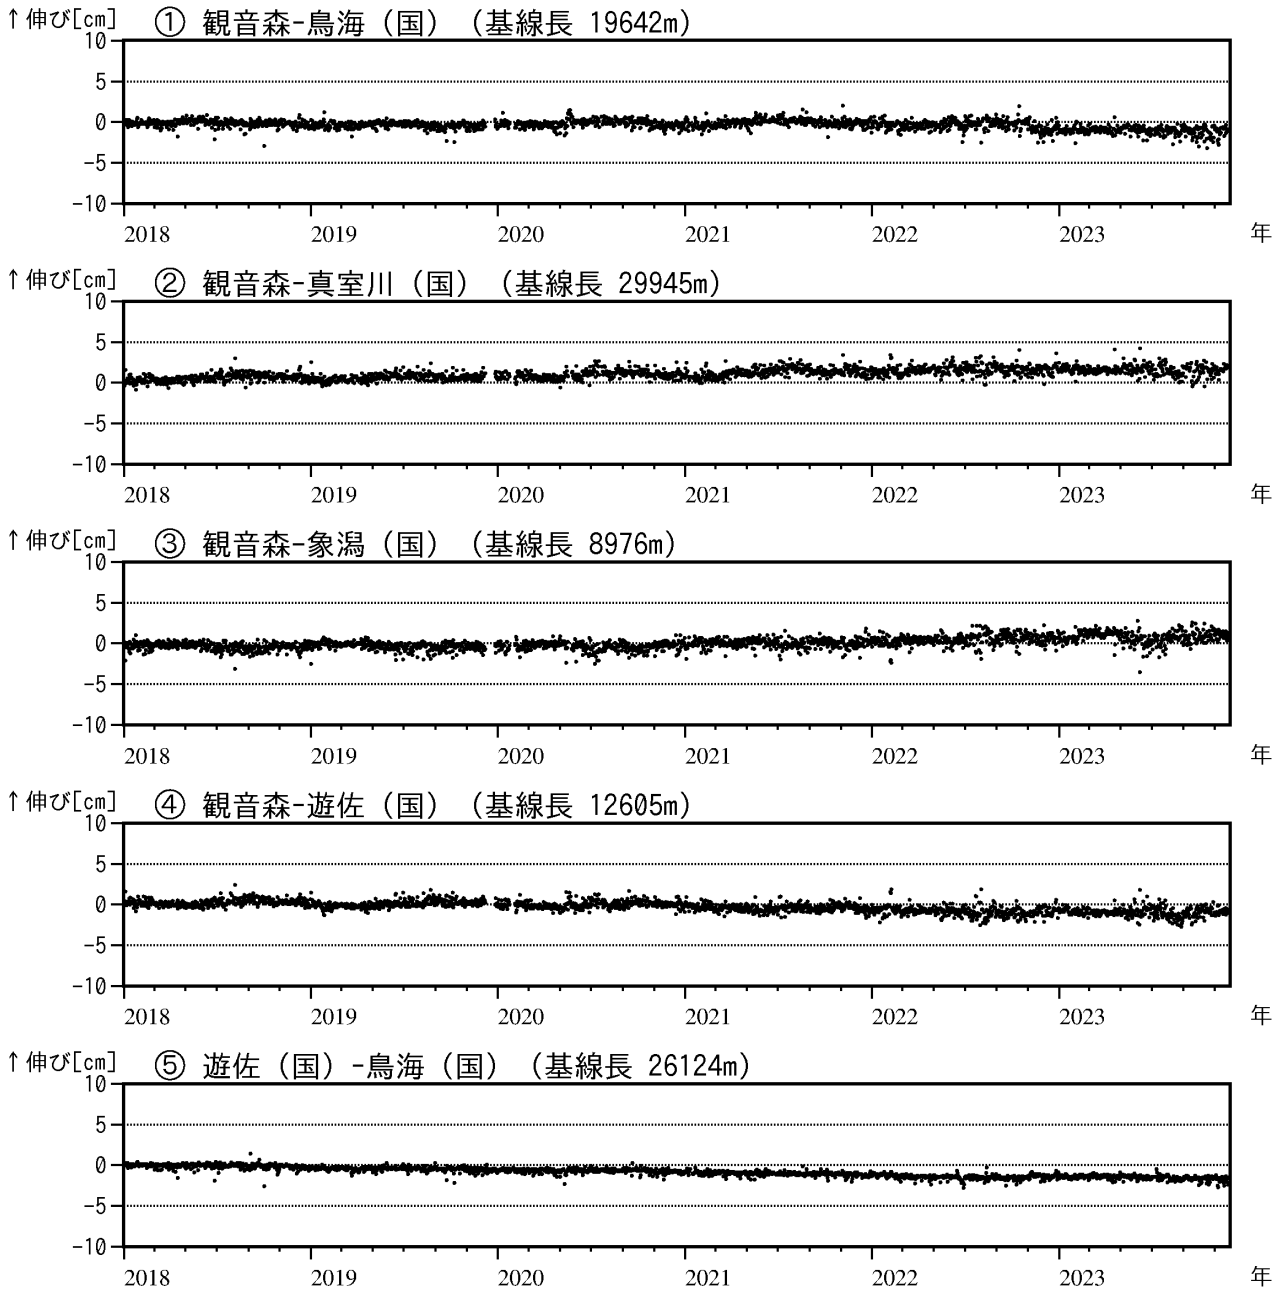 ↑伸び[cm] ① 観音森-鳥海（国）（基線長 19642m）
10
5
0
-5
-10
2018 2019 2020 2021 2022 2023 年
↑伸び[cm] ② 観音森-真室川（国）（基線長 29945m）
10
5
0
-5
-10
2018 2019 2020 2021 2022 2023 年
↑伸び[cm] ③ 観音森-象潟（国）（基線長 8976m）
10
5
0
-5
-10
2018 2019 2020 2021 2022 2023 年
↑伸び[cm] ④ 観音森-遊佐（国）（基線長 12605m）
10
5
0
-5
-10
2018 2019 2020 2021 2022 2023 年
↑伸び[cm] ⑤ 遊佐（国）-鳥海（国）（基線長 26124m）
10
5
0
-5
-10
2018 2019 2020 2021 2022 2023 年